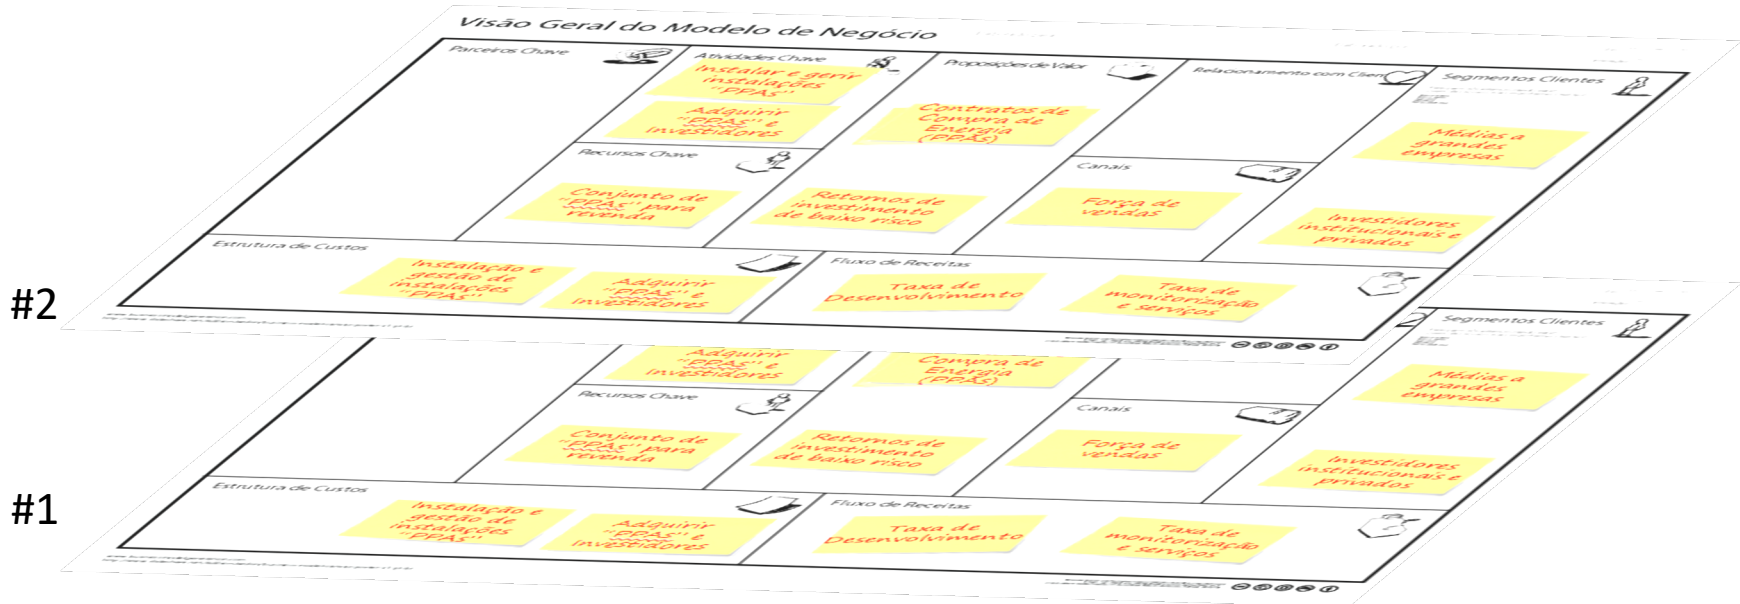 Visão Geral do Modelo de Negócio
Parceiros Chave
Atividades Chave
Instalar e gerir
instalações
"PPAs"
Adquirir
"PPAs" e
investidores
Recursos Chave
Conjunto de
"PPAs" para
revenda
Proposições de Valor
Contratos de
Compra de
Energia
(PPAs)
Retornos de
investimento
de baixo risco
Relacionamento com Clien
Canais
Força de
vendas
Segmentos Clientes
Médias a
grandes
empresas
Investidores
institucionais e
privados
Estrutura de Custos
Instalação e
gestão de
instalações
"PPAs"
Adquirir
"PPAs" e
investidores
Fluxo de Receitas
Taxa de
Desenvolvimento
Taxa de
monitorização
e serviços
#2
Adquirir
"PPAs" e
investidores
Recursos Chave
Conjunto de
"PPAs" para
revenda
Compra de
Energia
(PPAs)
Retornos de
investimento
de baixo risco
Canais
Força de
vendas
Segmentos Clientes
Médias a
grandes
empresas
Investidores
institucionais e
privados
#1
Estrutura de Custos
Instalação e
gestão de
instalações
"PPAs"
Adquirir
"PPAs" e
investidores
Fluxo de Receitas
Taxa de
Desenvolvimento
Taxa de
monitorização
e serviços